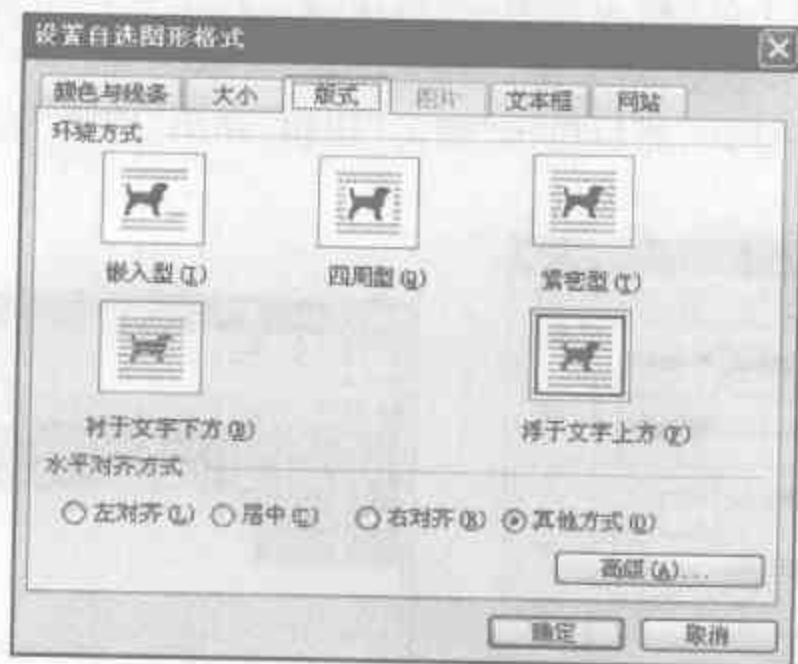 设置自选图形格式
颜色与线条 大小 版式 图片 文本框 网站
环绕方式
嵌入型(I) 四周型(Q) 紧密型(T)
衬于文字下方(B) 浮于文字上方(F)
水平对齐方式
左对齐(L) 居中(C) 右对齐(R) 其他方式(O)
高级(A)...
确定 取消